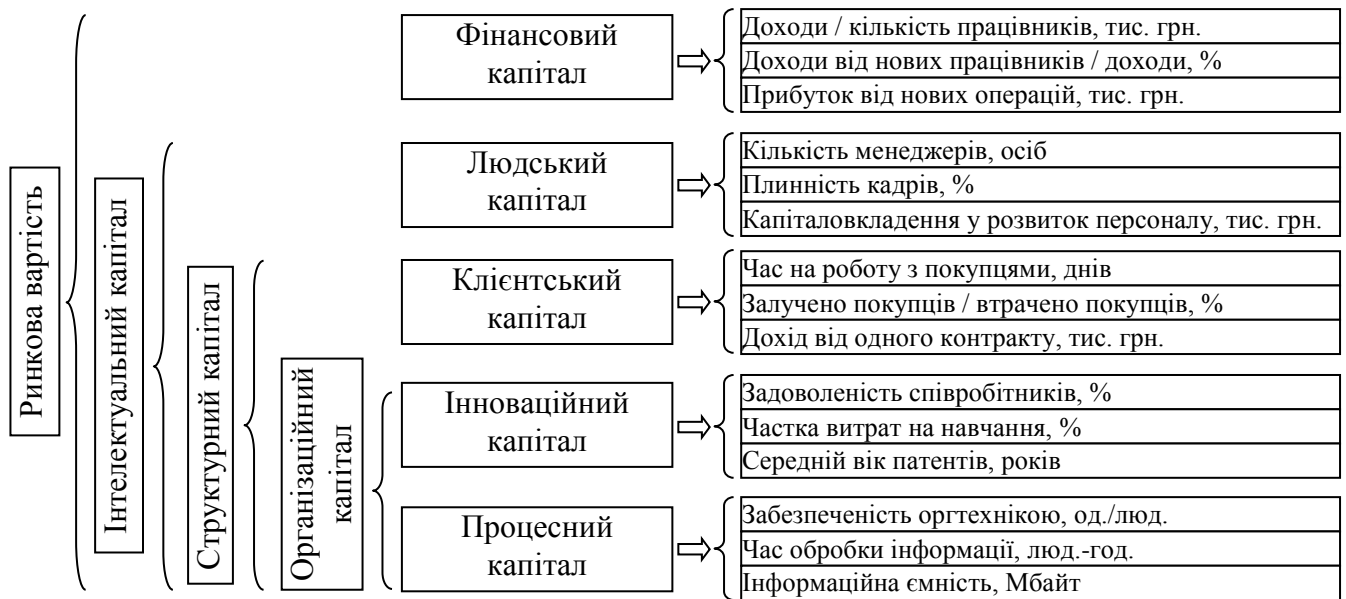 Ринкова вартість
Інтелектуальний капітал
Структурний капітал
Організаційний
капітал
Фінансовий
капітал
Доходи / кількість працівників, тис. грн.
Доходи від нових працівників / доходи, %
Прибуток від нових операцій, тис. грн.
Людський
капітал
Кількість менеджерів, осіб
Плинність кадрів, %
Капіталовкладення у розвиток персоналу, тис. грн.
Клієнтський
капітал
Час на роботу з покупцями, днів
Залучено покупців / втрачено покупців, %
Дохід від одного контракту, тис. грн.
Інноваційний
капітал
Задоволеність співробітників, %
Частка витрат на навчання, %
Середній вік патентів, років
Процесний
капітал
Забезпеченість оргтехнікою, од./люд.
Час обробки інформації, люд.-год.
Інформаційна ємність, Мбайт